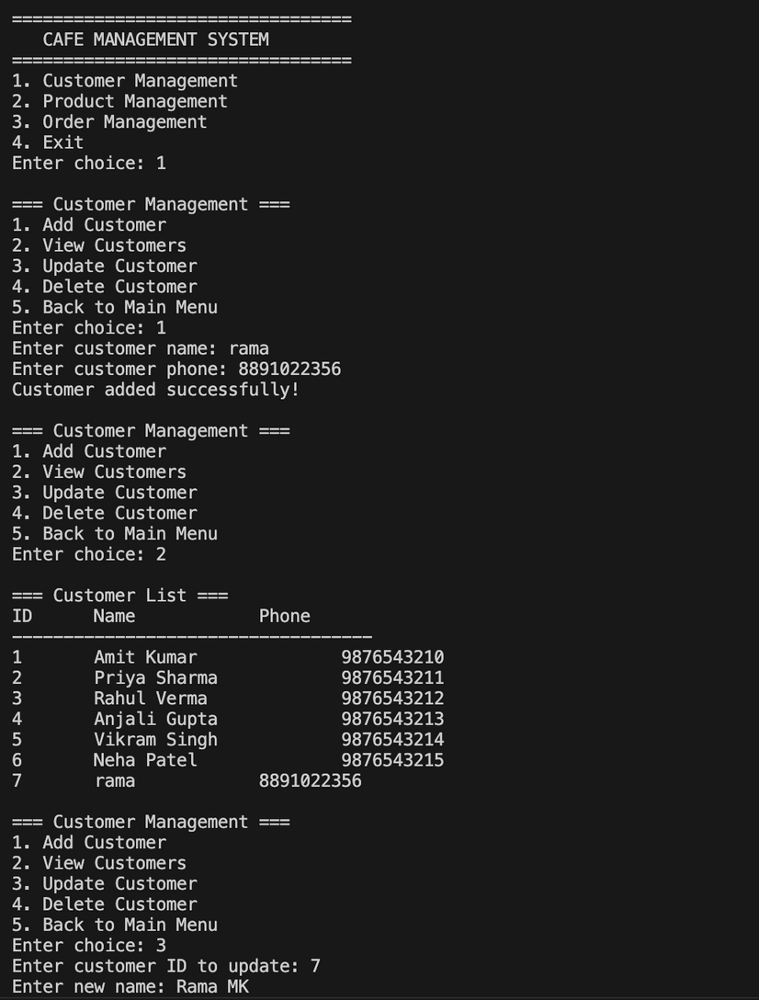 =================================
   CAFE MANAGEMENT SYSTEM
=================================
1. Customer Management
2. Product Management
3. Order Management
4. Exit
Enter choice: 1

=== Customer Management ===
1. Add Customer
2. View Customers
3. Update Customer
4. Delete Customer
5. Back to Main Menu
Enter choice: 1
Enter customer name: rama
Enter customer phone: 8891022356
Customer added successfully!

=== Customer Management ===
1. Add Customer
2. View Customers
3. Update Customer
4. Delete Customer
5. Back to Main Menu
Enter choice: 2

=== Customer List ===
ID      Name            Phone
-----------------------------------
1       Amit Kumar              9876543210
2       Priya Sharma            9876543211
3       Rahul Verma             9876543212
4       Anjali Gupta            9876543213
5       Vikram Singh            9876543214
6       Neha Patel              9876543215
7       rama            8891022356

=== Customer Management ===
1. Add Customer
2. View Customers
3. Update Customer
4. Delete Customer
5. Back to Main Menu
Enter choice: 3
Enter customer ID to update: 7
Enter new name: Rama MK